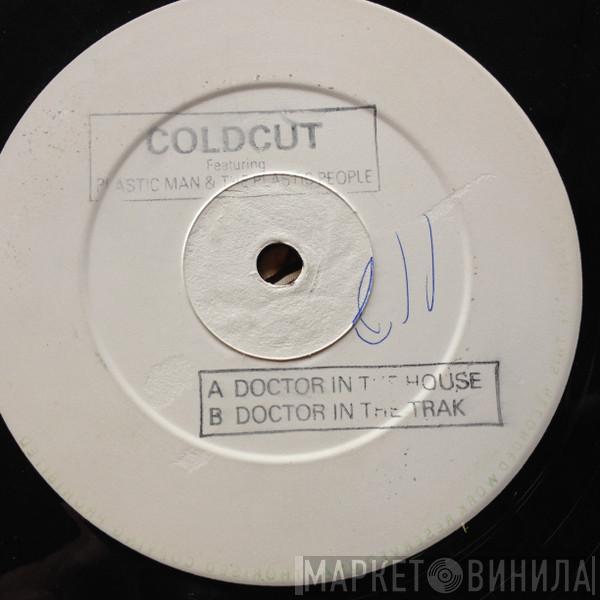 COLDCUT
Featuring
PLASTIC MAN & THE PLASTIC PEOPLE
A DOCTOR IN THE HOUSE
B DOCTOR IN THE TRAK
МАРКЕТ ВИНИЛА